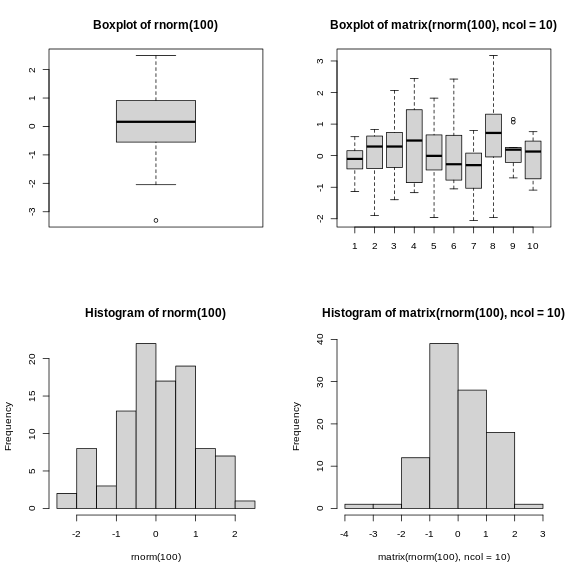 Boxplot of rnorm(100)
2
1
0
-1
-2
-3
Boxplot of matrix(rnorm(100), ncol = 10)
3
2
1
0
-1
-2
1 2 3 4 5 6 7 8 9 10
Histogram of rnorm(100)
Frequency
20
15
10
5
0
-2 -1 0 1 2
rnorm(100)
Histogram of matrix(rnorm(100), ncol = 10)
Frequency
40
30
20
10
0
-4 -3 -2 -1 0 1 2 3
matrix(rnorm(100), ncol = 10)